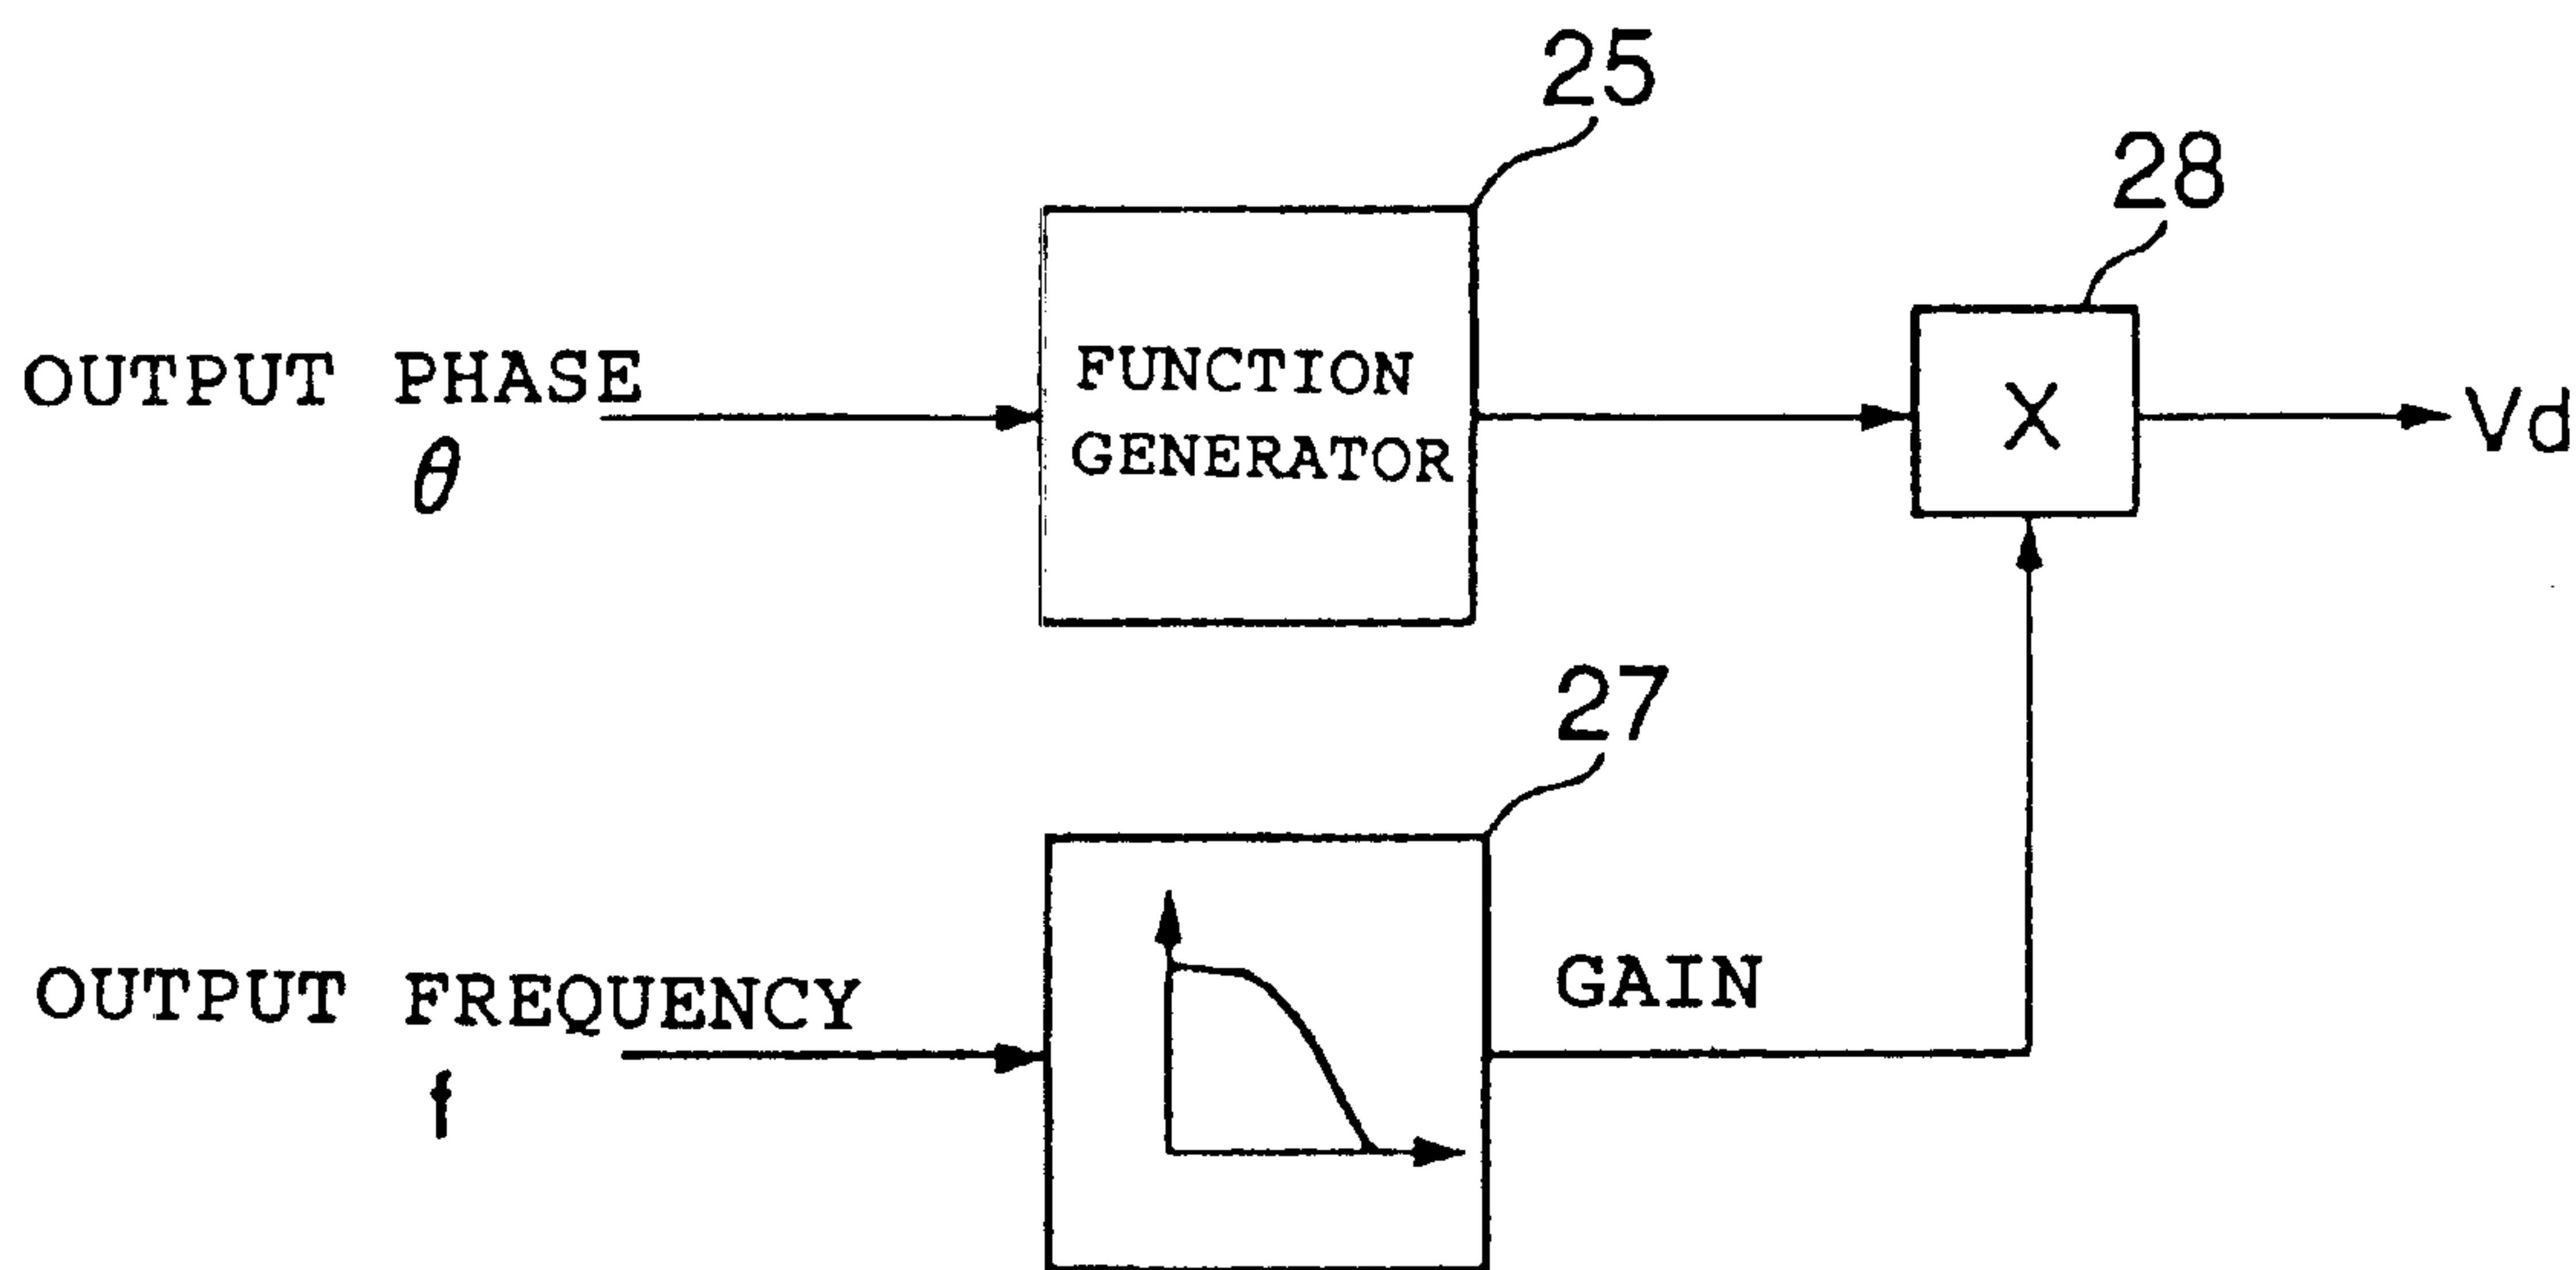 25
28
OUTPUT PHASE
θ
FUNCTION
GENERATOR
X
Vd
27
OUTPUT FREQUENCY
f
GAIN